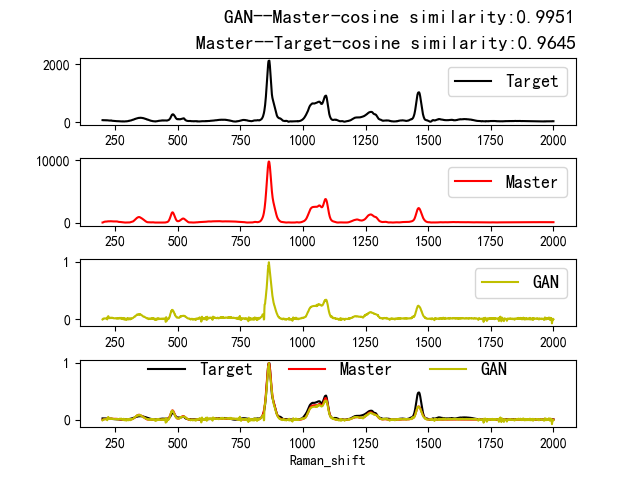 GAN--Master-cosine similarity:0.9951
Master--Target-cosine similarity:0.9645
2000
0
Target
250 500 750 1000 1250 1500 1750 2000
10000
0
Master
250 500 750 1000 1250 1500 1750 2000
1
0
GAN
250 500 750 1000 1250 1500 1750 2000
1
0
Target Master GAN
250 500 750 1000 1250 1500 1750 2000
Raman_shift